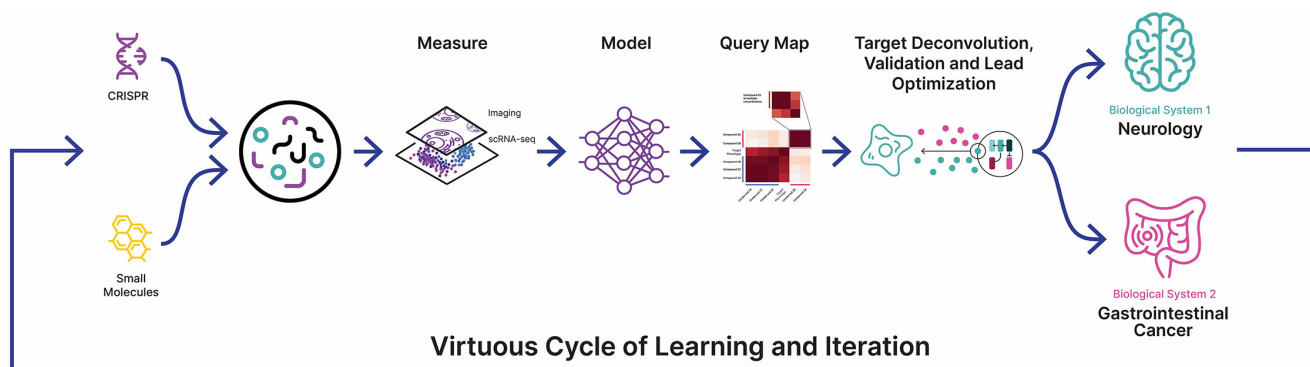 CRISPR
Small
Molecules
Measure
Imaging
scRNA-seq
Model
Query Map
Target Deconvolution,
Validation and Lead
Optimization
Biological System 1
Neurology
Biological System 2
Gastrointestinal
Cancer
Virtuous Cycle of Learning and Iteration